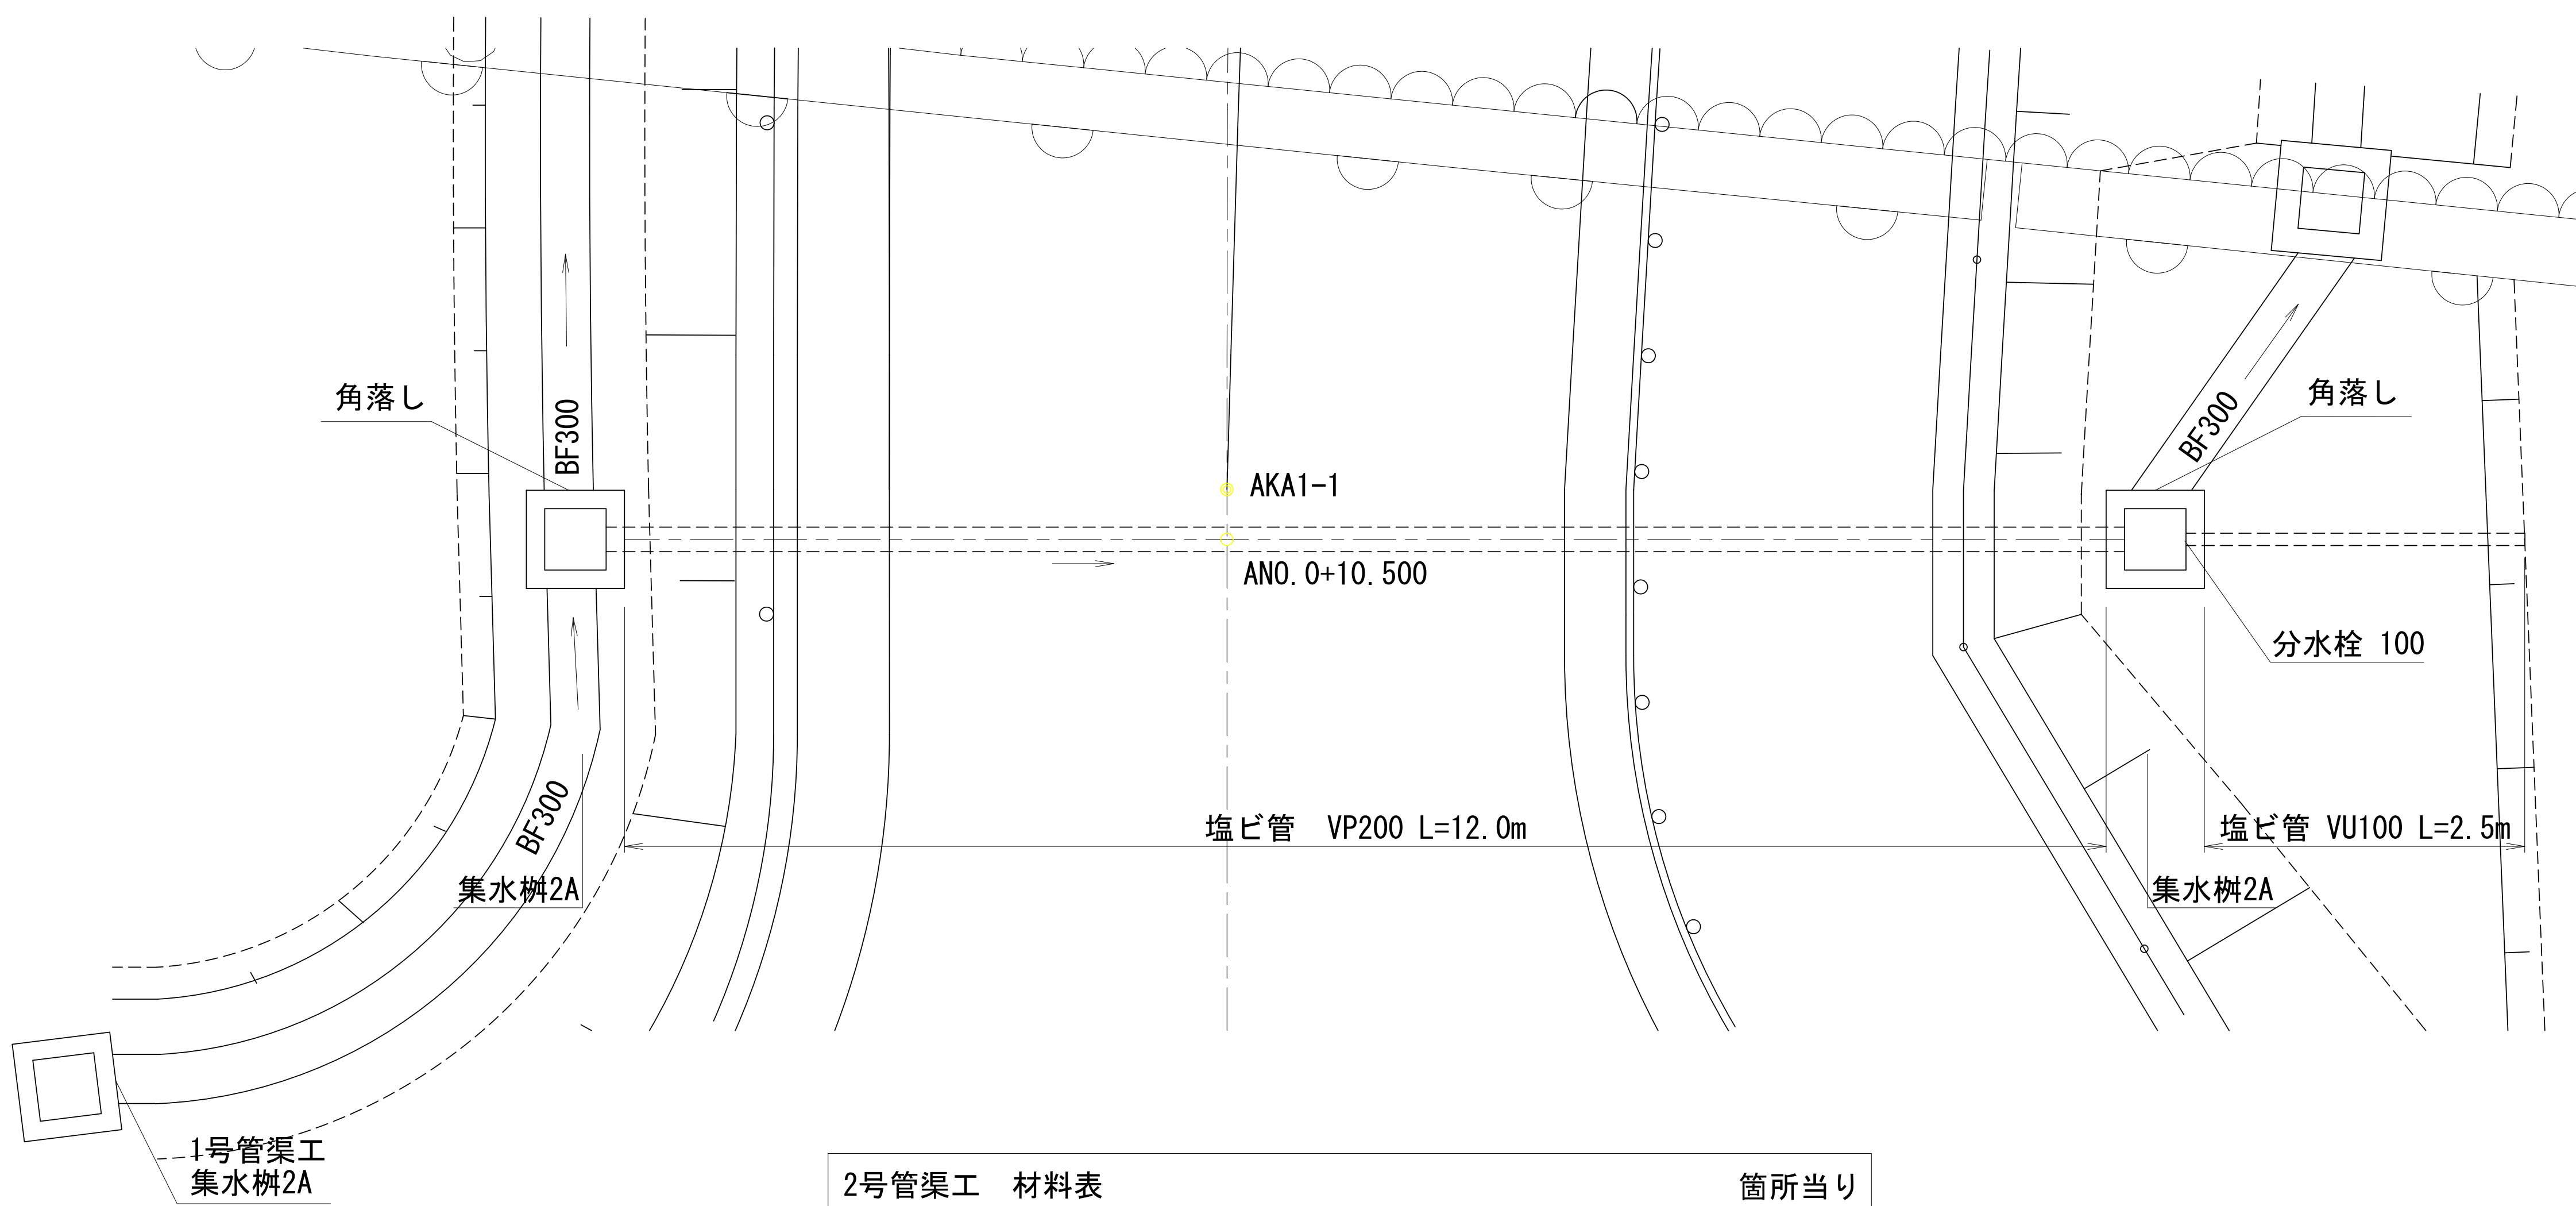 角落し
BF300
角落し
BF300
AKA1-1
ANO.0+10.500
分水栓 100
塩ビ管 VP200 L=12.0m
塩ビ管 VU100 L=2.5m
BF300
集水桝2A
集水桝2A
1号管渠工
集水桝2A
2号管渠工 材料表 箇所当り